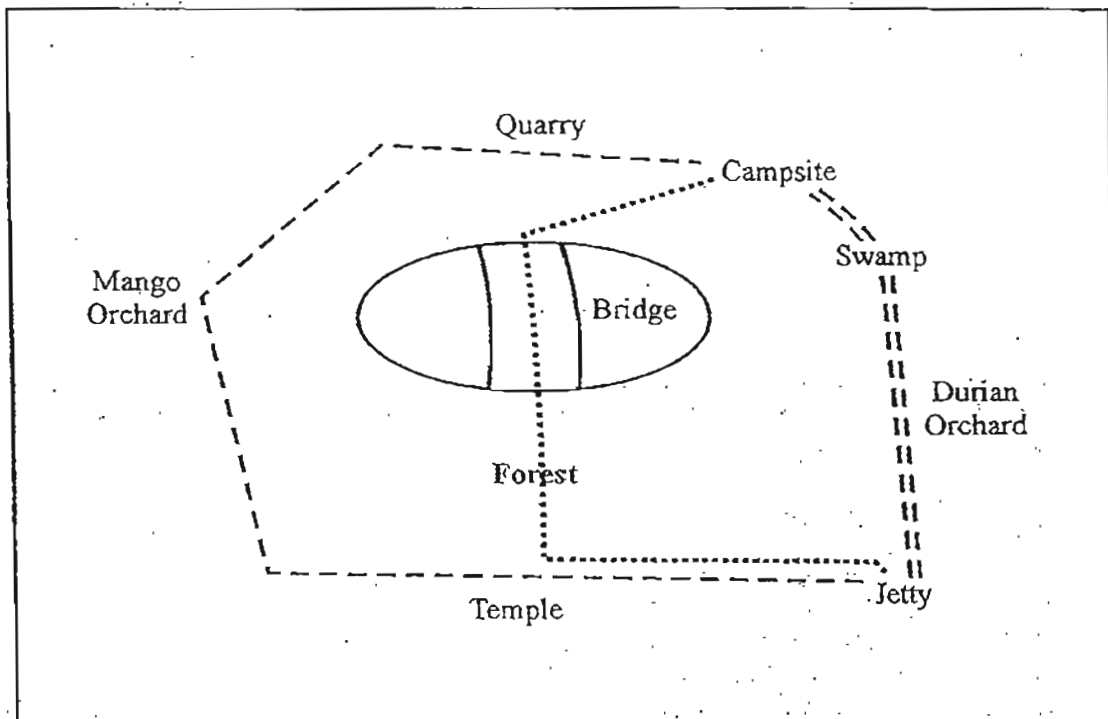 Quarry
Campsite
Swamp
Mango
Orchard
Bridge
Durian
Orchard
Forest
Jetty
Temple